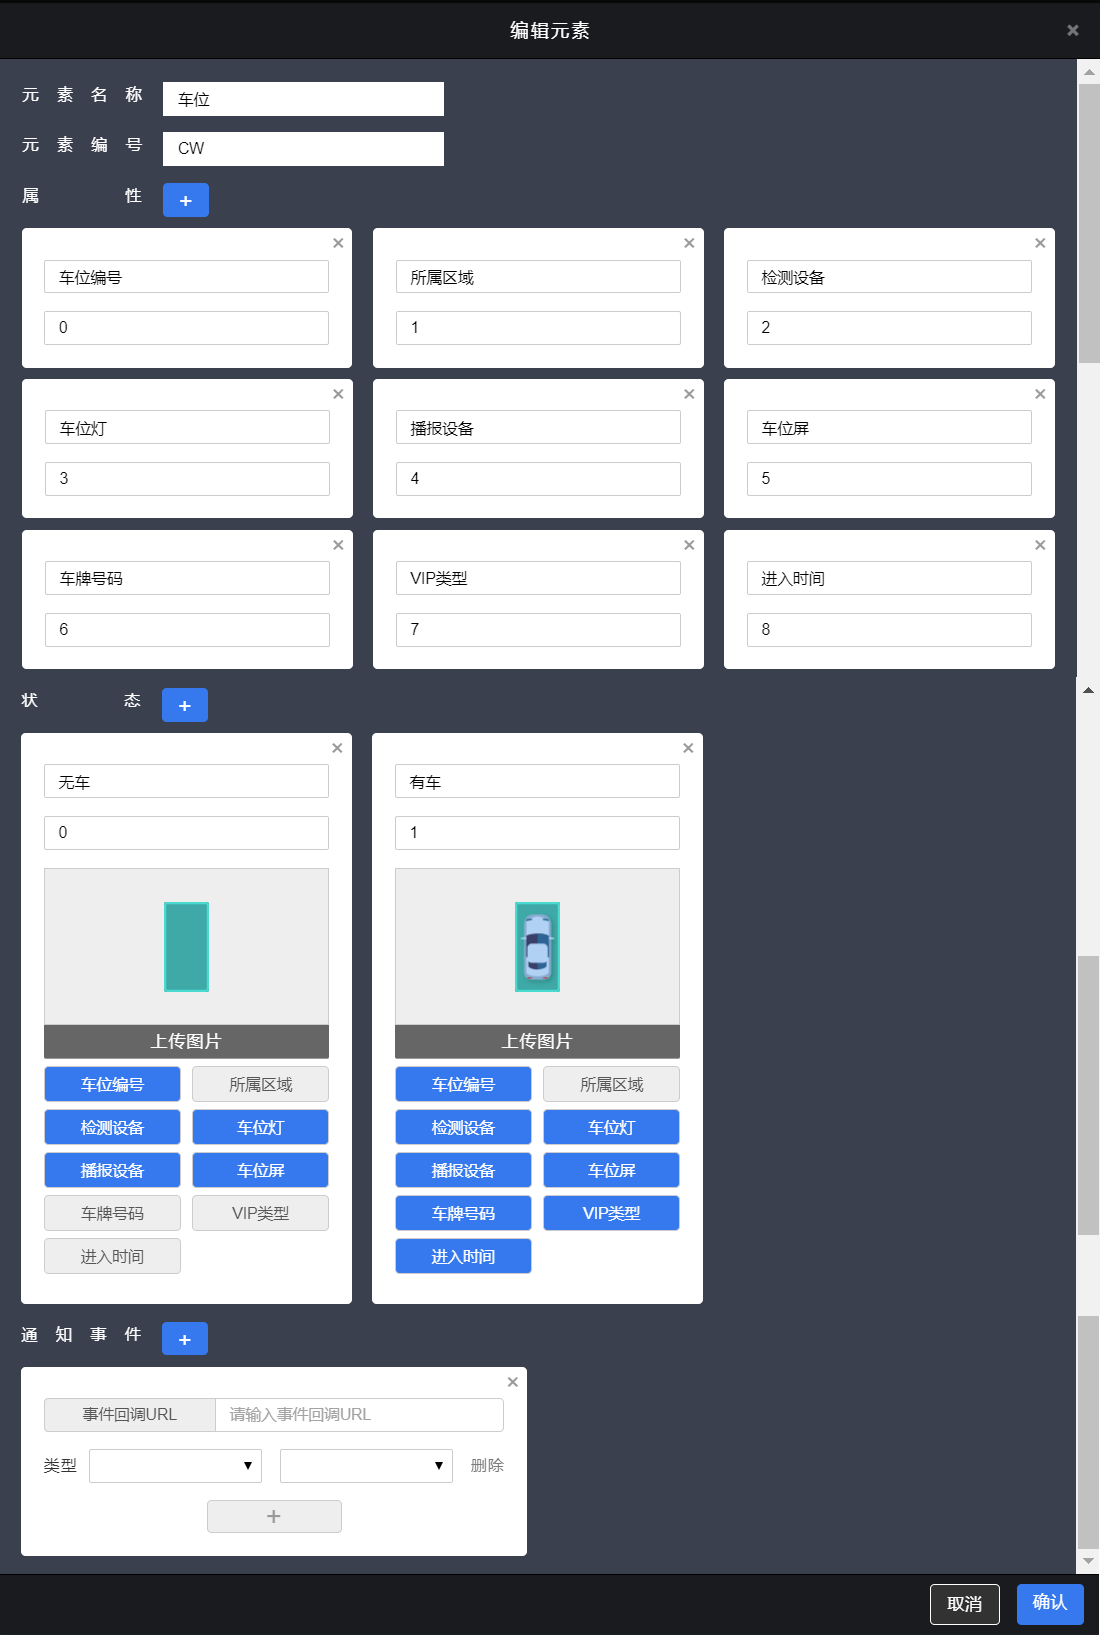 编辑元素
元素名称 车位
元素编号 CW
属性 +
车位编号 所属区域 检测设备
0 1 2
车位灯 播报设备 车位屏
3 4 5
车牌号码 VIP类型 进入时间
6 7 8
状态 +
无车 有车
0 1
上传图片 上传图片
车位编号 所属区域 车位编号 所属区域
检测设备 车位灯 检测设备 车位灯
播报设备 车位屏 播报设备 车位屏
车牌号码 VIP类型 车牌号码 VIP类型
进入时间 进入时间
通知事件 +
事件回调URL 请输入事件回调URL
类型 删除
+
取消 确认